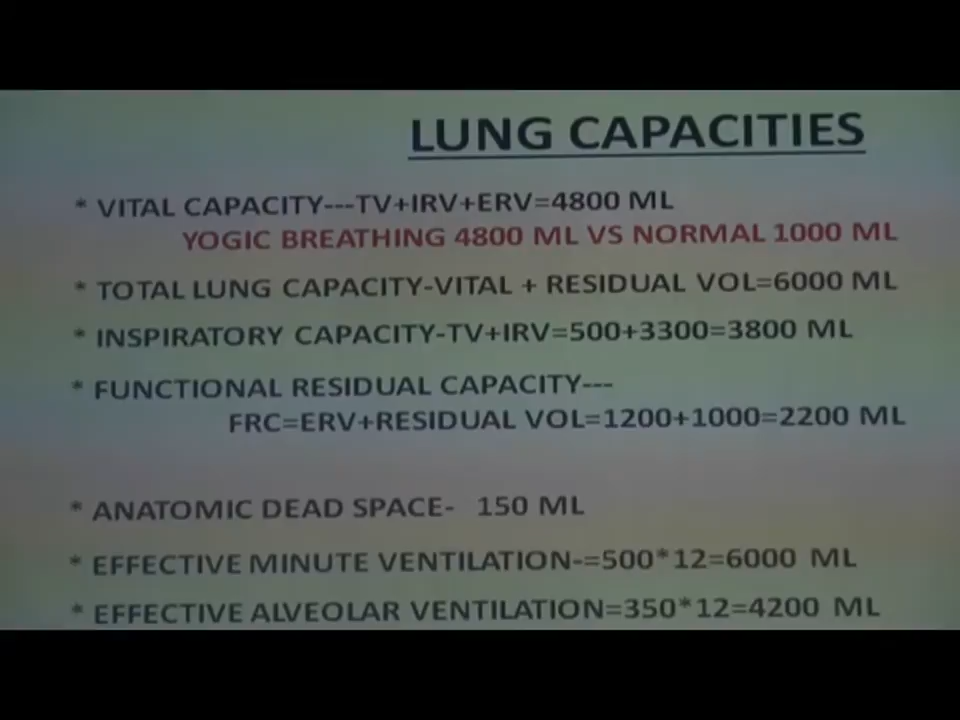 LUNG CAPACITIES
* VITAL CAPACITY---TV+IRV+ERV=4800 ML
YOGIC BREATHING 4800 ML VS NORMAL 1000 ML
* TOTAL LUNG CAPACITY-VITAL + RESIDUAL VOL=6000 ML
* INSPIRATORY CAPACITY-TV+IRV=500+3300=3800 ML
* FUNCTIONAL RESIDUAL CAPACITY---
FRC=ERV+RESIDUAL VOL=1200+1000=2200 ML
* ANATOMIC DEAD SPACE- 150 ML
* EFFECTIVE MINUTE VENTILATION-=500*12=6000 ML
* EFFECTIVE ALVEOLAR VENTILATION=350*12=4200 ML